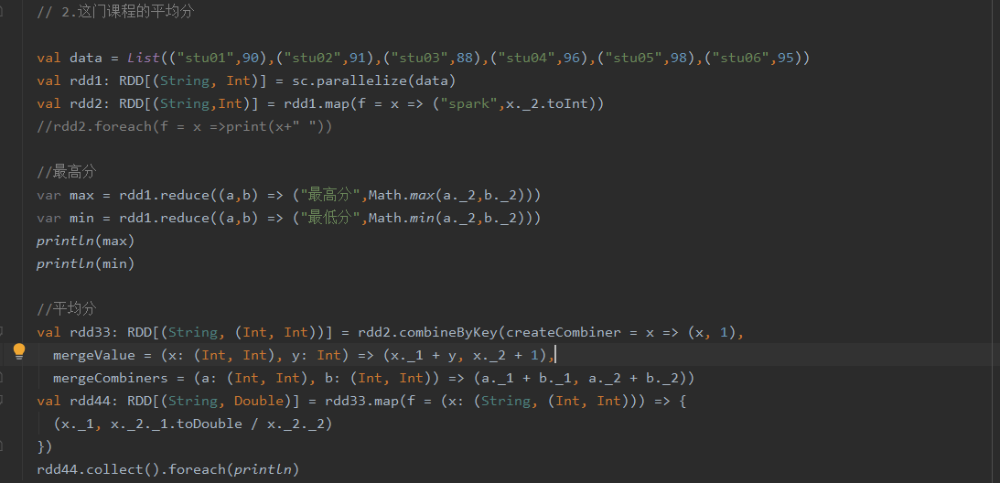 // 2.这门课程的平均分
val data = List(("stu01",90),("stu02",91),("stu03",88),("stu04",96),("stu05",98),("stu06",95))
val rdd1: RDD[(String, Int)] = sc.parallelize(data)
val rdd2: RDD[(String,Int)] = rdd1.map(f = x => ("spark",x._2.toInt))
//rdd2.foreach(f = x =>print(x+" "))
//最高分
var max = rdd1.reduce((a,b) => ("最高分",Math.max(a._2,b._2)))
var min = rdd1.reduce((a,b) => ("最低分",Math.min(a._2,b._2)))
println(max)
println(min)
//平均分
val rdd33: RDD[(String, (Int, Int))] = rdd2.combineByKey(createCombiner = x => (x, 1),
  mergeValue = (x: (Int, Int), y: Int) => (x._1 + y, x._2 + 1),
  mergeCombiners = (a: (Int, Int), b: (Int, Int)) => (a._1 + b._1, a._2 + b._2))
val rdd44: RDD[(String, Double)] = rdd33.map(f = (x: (String, (Int, Int))) => {
  (x._1, x._2._1.toDouble / x._2._2)
})
rdd44.collect().foreach(println)